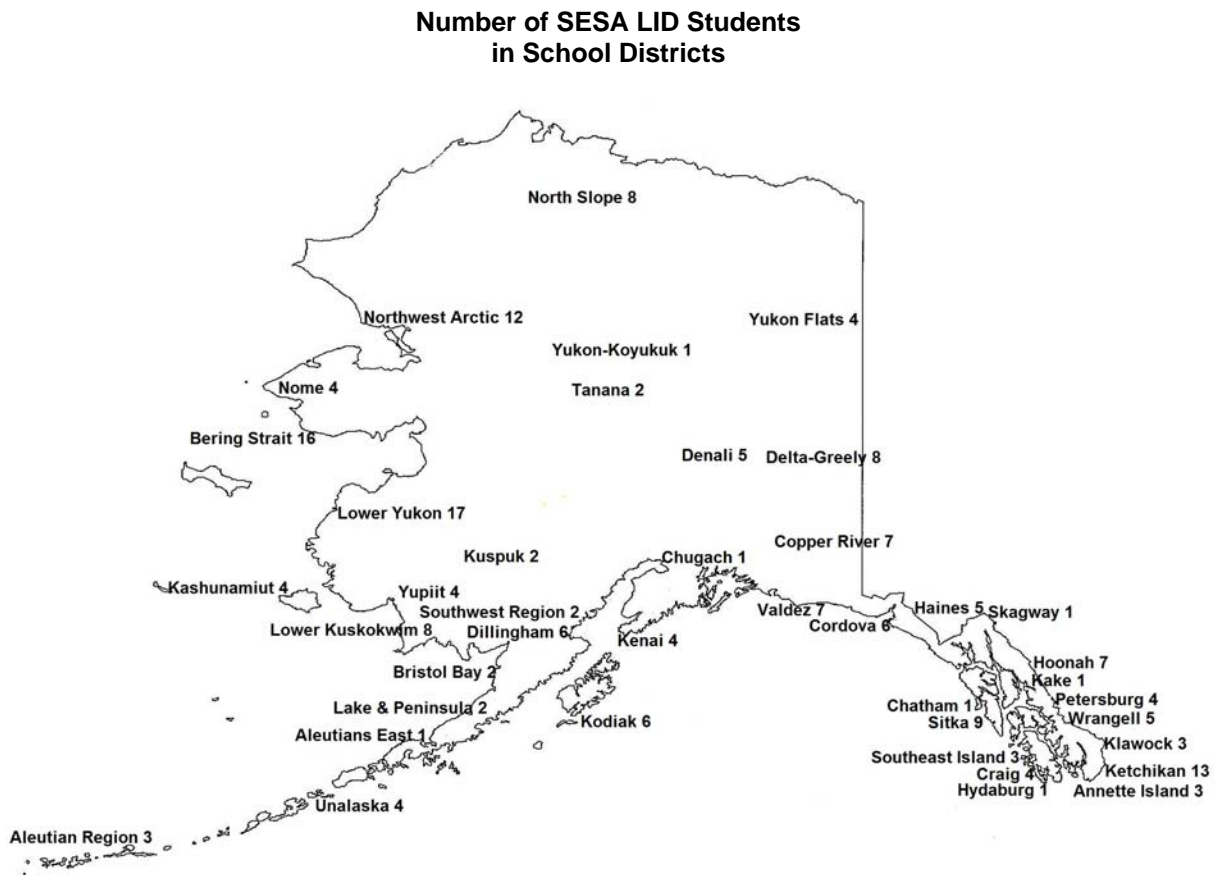 Number of SESA LID Students
in School Districts
North Slope 8
Northwest Arctic 12
Yukon Flats 4
Yukon-Koyukuk 1
Nome 4
Tanana 2
Bering Strait 16
Denali 5
Delta-Greely 8
Lower Yukon 17
Copper River 7
Kuspuk 2
Chugach 1
Kashunamiut 4
Yupiit 4
Southwest Region 2
Valdez 7
Haines 5
Skagway 1
Lower Kuskokwim 8
Dillingham 6
Kenai 4
Cordova 6
Hoonah 7
Bristol Bay 2
Kake 1
Petersburg 4
Lake & Peninsula 2
Chatham 1
Kodiak 6
Sitka 9
Wrangell 5
Aleutians East 1
Klawock 3
Southeast Island 3
Craig 4
Ketchikan 13
Hydaburg 1
Annette Island 3
Unalaska 4
Aleutian Region 3